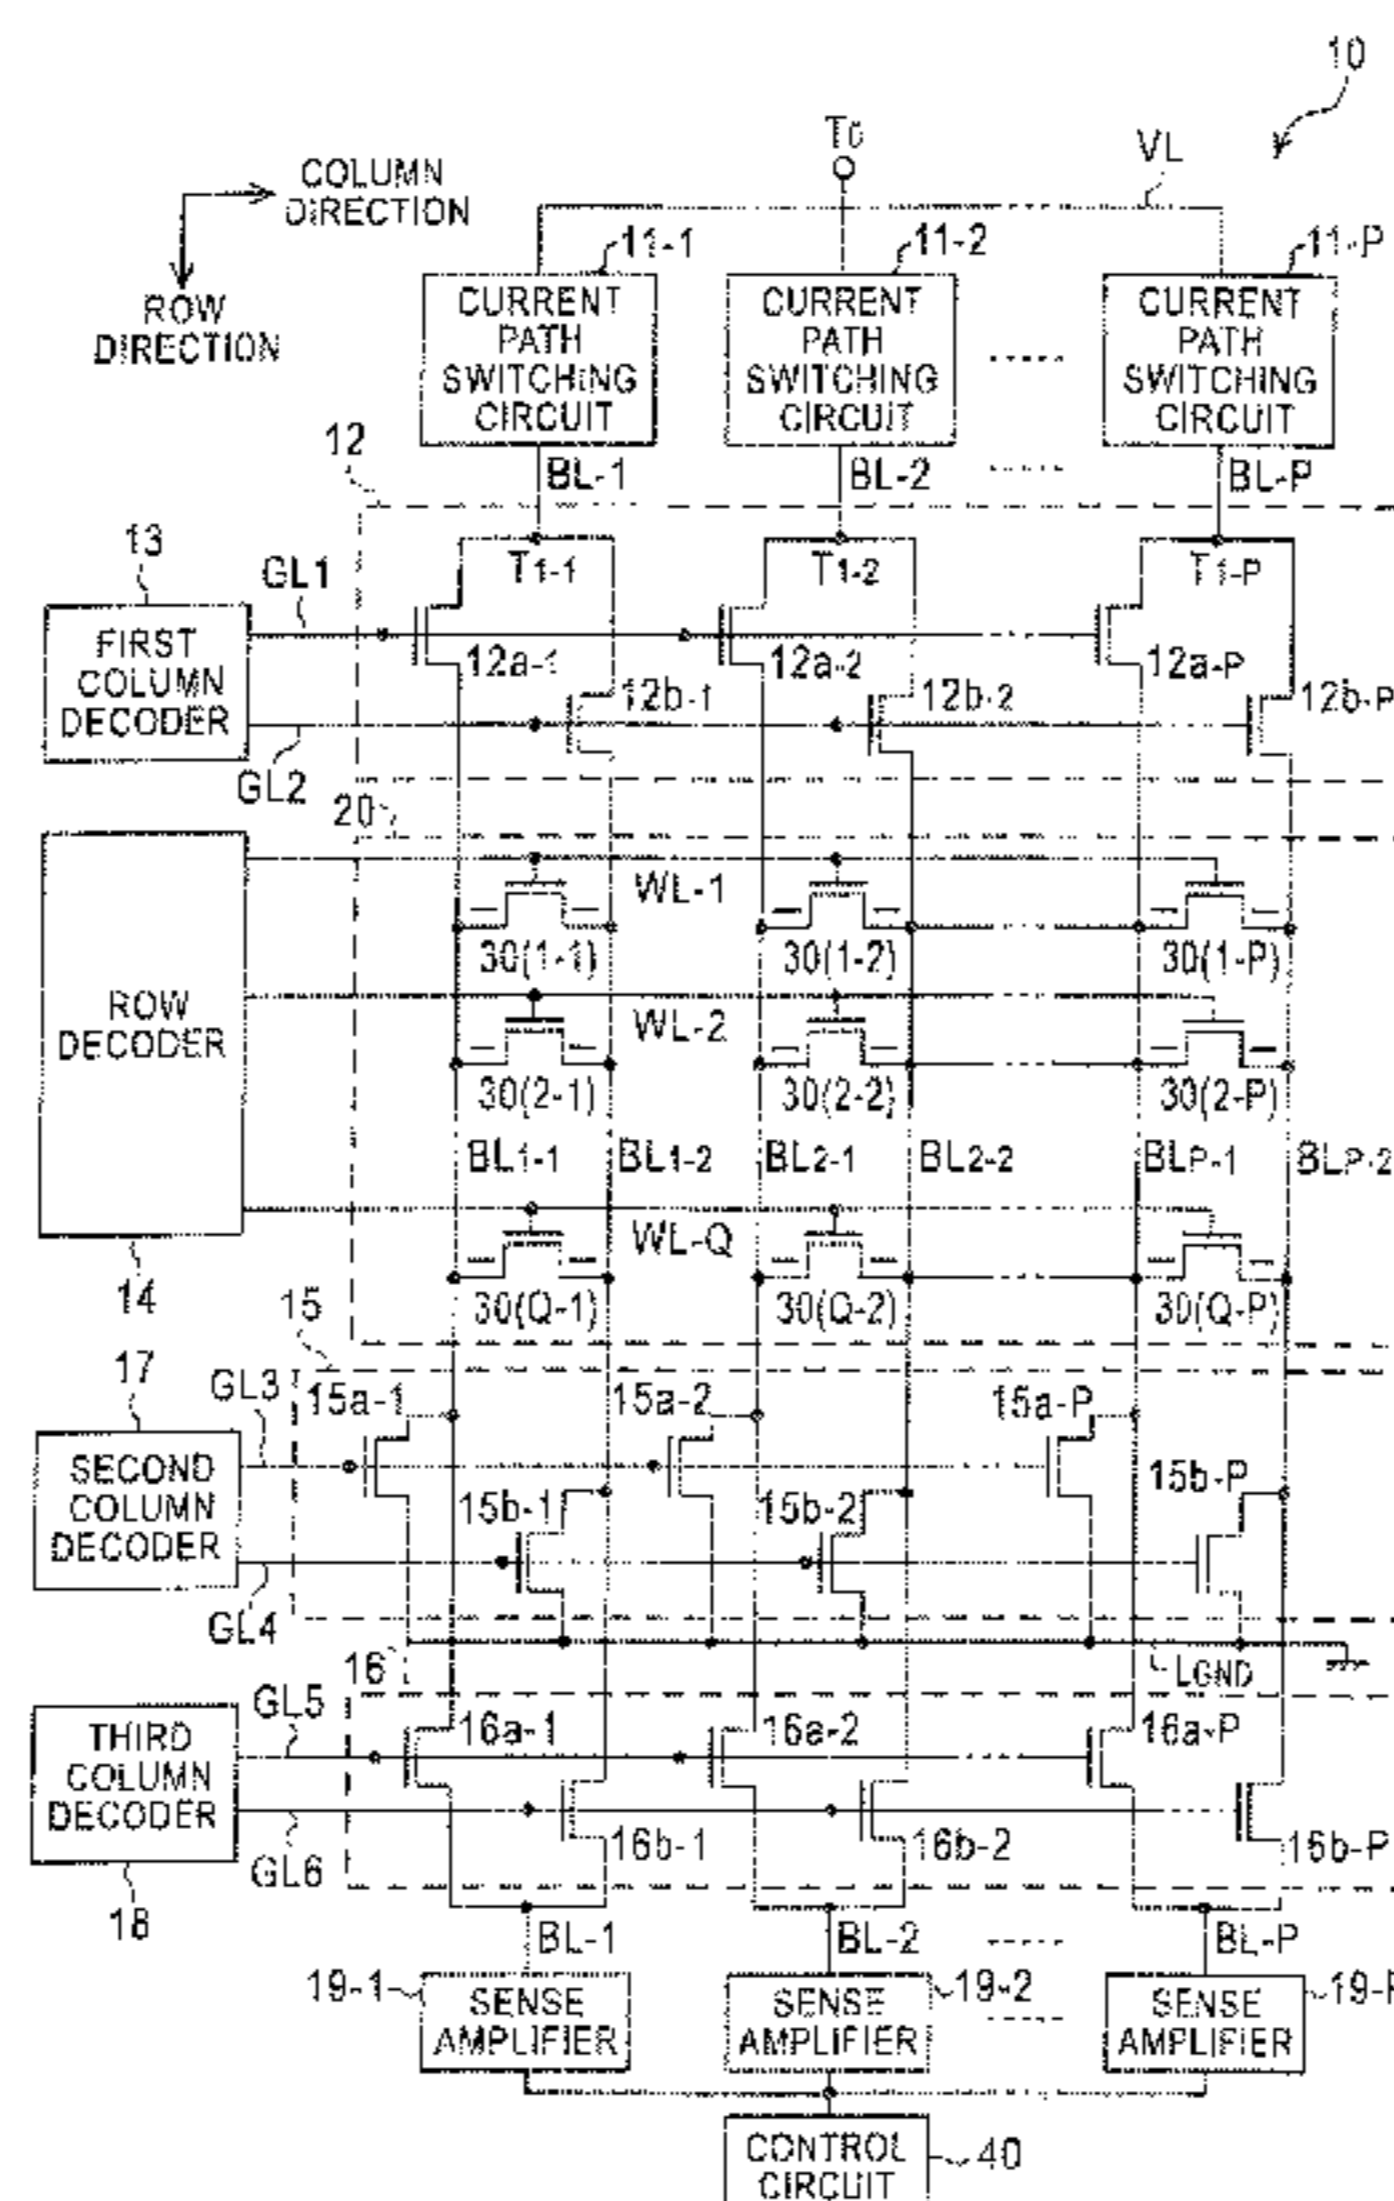 10
T0
VL
COLUMN
DIRECTION
ROW
DIRECTION
11-1
11-2
11-P
CURRENT
PATH
SWITCHING
CIRCUIT
CURRENT
PATH
SWITCHING
CIRCUIT
CURRENT
PATH
SWITCHING
CIRCUIT
12
BL-1
BL-2
BL-P
13
GL1
T1-1
T1-2
T1-P
FIRST
COLUMN
DECODER
12a-1
12a-2
12a-P
12b-1
12b-2
12b-P
GL2
20
WL-1
30(1-1)
30(1-2)
30(1-P)
ROW
DECODER
WL-2
30(2-1)
30(2-2)
30(2-P)
BL1-1
BL1-2
BL2-1
BL2-2
BLP-1
BLP-2
WL-Q
14
15
30(Q-1)
30(Q-2)
30(Q-P)
17
GL3
15a-1
15a-2
15a-P
SECOND
COLUMN
DECODER
15b-1
15b-2
15b-P
GL4
16
LGND
GL5
THIRD
COLUMN
DECODER
16a-1
16a-2
16a-P
16b-1
16b-2
16b-P
GL6
18
BL-1
BL-2
BL-P
19-1
SENSE
AMPLIFIER
19-2
SENSE
AMPLIFIER
19-P
SENSE
AMPLIFIER
CONTROL
CIRCUIT
40